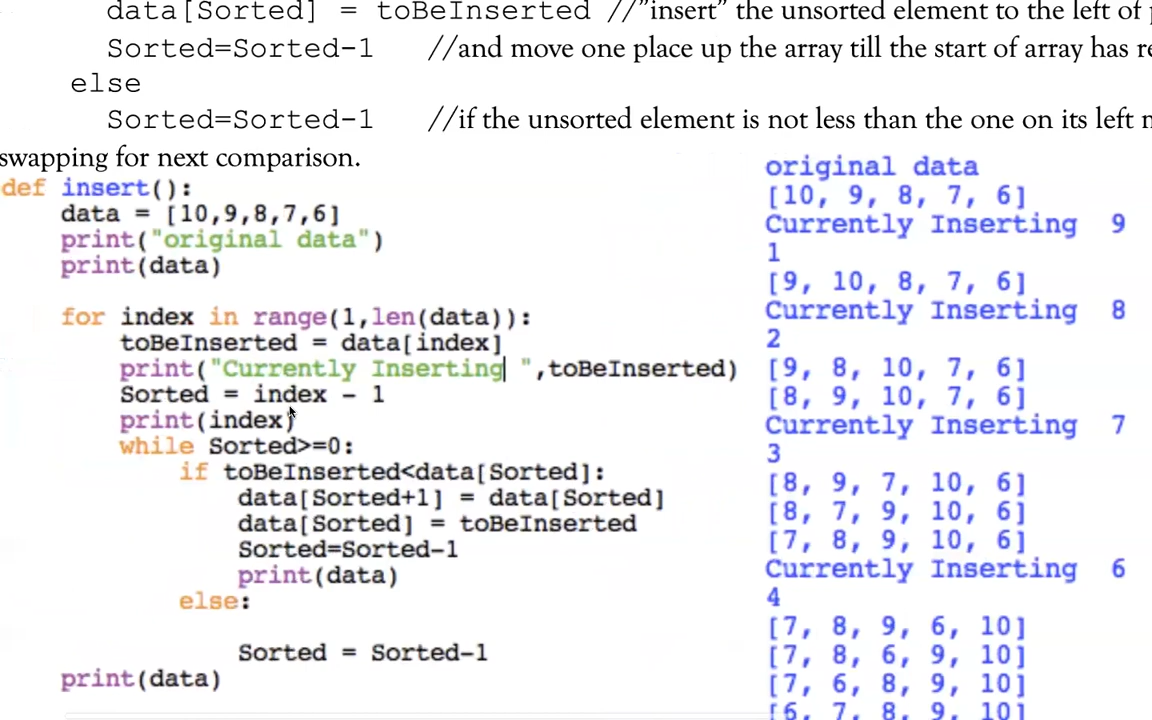 data[Sorted] = toBeInserted //"insert" the unsorted element to the left of
Sorted=Sorted-1 //and move one place up the array till the start of array has
else
Sorted=Sorted-1 //if the unsorted element is not less than the one on its left
swapping for next comparison.
def insert():
data = [10,9,8,7,6]
print("original data")
print(data)
for index in range(1,len(data)):
toBeInserted = data[index]
print("Currently Inserting ",toBeInserted)
Sorted = index - 1
print(index)
while Sorted>=0:
if toBeInserted<data[Sorted]:
data[Sorted+1] = data[Sorted]
data[Sorted] = toBeInserted
Sorted=Sorted-1
print(data)
else:
Sorted = Sorted-1
print(data)
original data
[10, 9, 8, 7, 6]
Currently Inserting 9
1
[9, 10, 8, 7, 6]
Currently Inserting 8
2
[9, 8, 10, 7, 6]
[8, 9, 10, 7, 6]
Currently Inserting 7
3
[8, 9, 7, 10, 6]
[8, 7, 9, 10, 6]
[7, 8, 9, 10, 6]
Currently Inserting 6
4
[7, 8, 9, 6, 10]
[7, 8, 6, 9, 10]
[7, 6, 8, 9, 10]
[6, 7, 8, 9, 10]